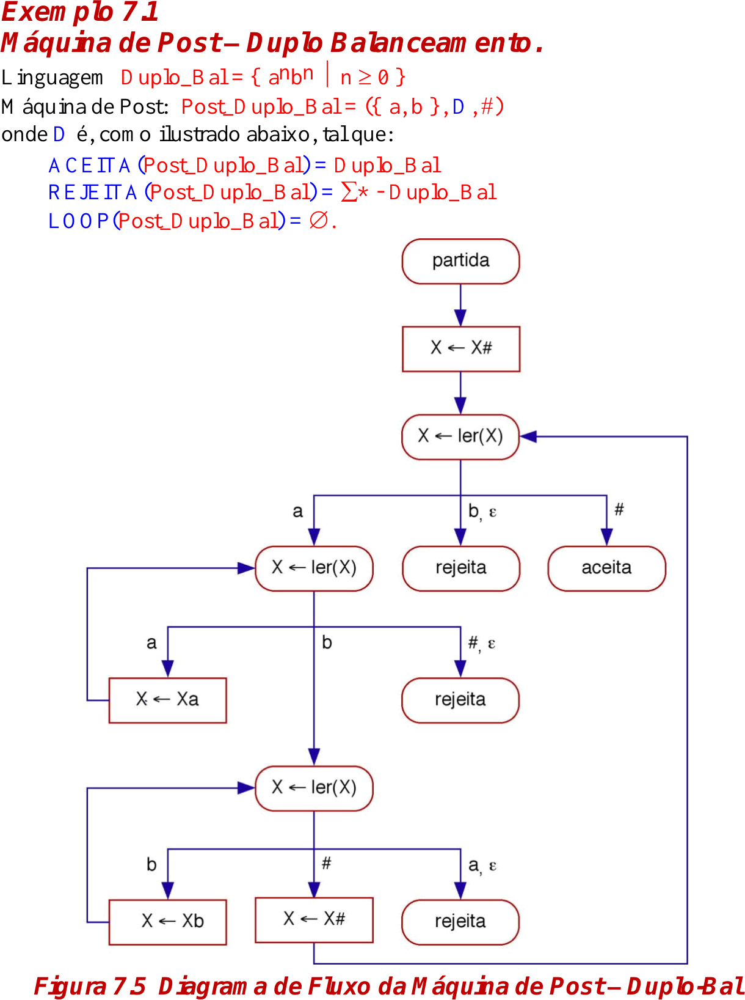 Exemplo 7.1
Máquina de Post – Duplo Balanceamento.
Linguagem Duplo_Bal = { aⁿbⁿ | n ≥ 0 }
Máquina de Post: Post_Duplo_Bal = ({ a, b }, D, #)
onde D é, como ilustrado abaixo, tal que:
ACEITA(Post_Duplo_Bal) = Duplo_Bal
REJEITA(Post_Duplo_Bal) = ∑* - Duplo_Bal
LOOP(Post_Duplo_Bal) = ∅.
partida
X ← X#
X ← ler(X)
a
b, ε
#
X ← ler(X)
rejeita
aceita
a
b
#, ε
X ← Xa
rejeita
X ← ler(X)
b
#
a, ε
X ← Xb
X ← X#
rejeita
Figura 7.5 Diagrama de Fluxo da Máquina de Post – Duplo-Bal